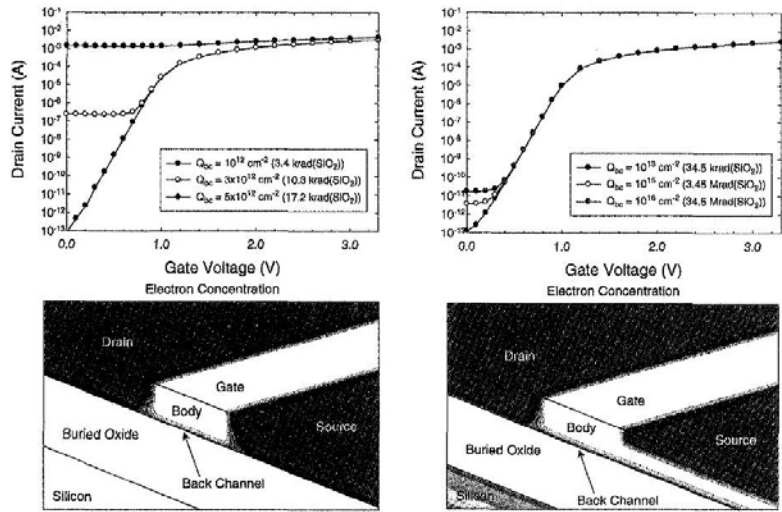 Drain Current (A)
10⁻¹
10⁻²
10⁻³
10⁻⁴
10⁻⁵
10⁻⁶
10⁻⁷
10⁻⁸
10⁻⁹
10⁻¹⁰
10⁻¹¹
10⁻¹²
10⁻¹³
Qbc = 10¹² cm⁻² (3.4 krad(SiO₂))
Qbc = 3x10¹² cm⁻² (10.3 krad(SiO₂))
Qbc = 5x10¹² cm⁻² (17.2 krad(SiO₂))
0.0 1.0 2.0 3.0
Gate Voltage (V)
Electron Concentration
Drain
Gate
Body
Source
Buried Oxide
Back Channel
Silicon
Drain Current (A)
10⁻¹
10⁻²
10⁻³
10⁻⁴
10⁻⁵
10⁻⁶
10⁻⁷
10⁻⁸
10⁻⁹
10⁻¹⁰
10⁻¹¹
10⁻¹²
10⁻¹³
Qbc = 10¹³ cm⁻² (34.5 krad(SiO₂))
Qbc = 10¹⁵ cm⁻² (3.45 Mrad(SiO₂))
Qbc = 10¹⁶ cm⁻² (34.5 Mrad(SiO₂))
0.0 1.0 2.0 3.0
Gate Voltage (V)
Electron Concentration
Drain
Gate
Body
Source
Buried Oxide
Back Channel
Silicon